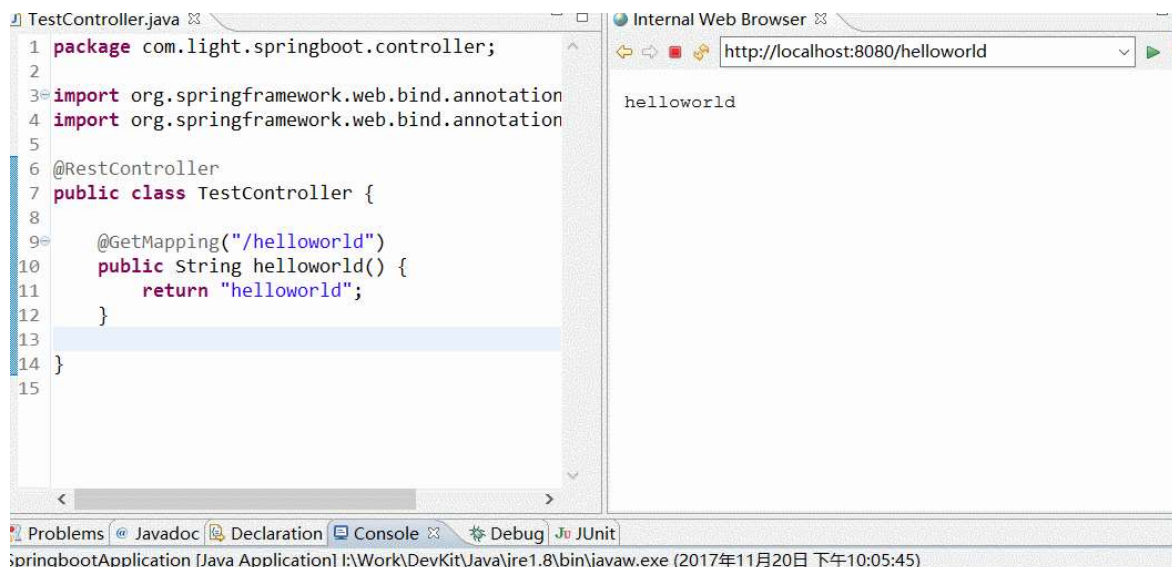 TestController.java
1 package com.light.springboot.controller;
2
3 import org.springframework.web.bind.annotation
4 import org.springframework.web.bind.annotation
5
6 @RestController
7 public class TestController {
8
9 @GetMapping("/helloworld")
10 public String helloworld() {
11 return "helloworld";
12 }
13
14 }
15
Internal Web Browser
http://localhost:8080/helloworld
helloworld
Problems @ Javadoc Declaration Console Debug JUnit
SpringbootApplication [Java Application] I:\Work\DevKit\Java\jre1.8\bin\javaw.exe (2017年11月20日 下午10:05:45)